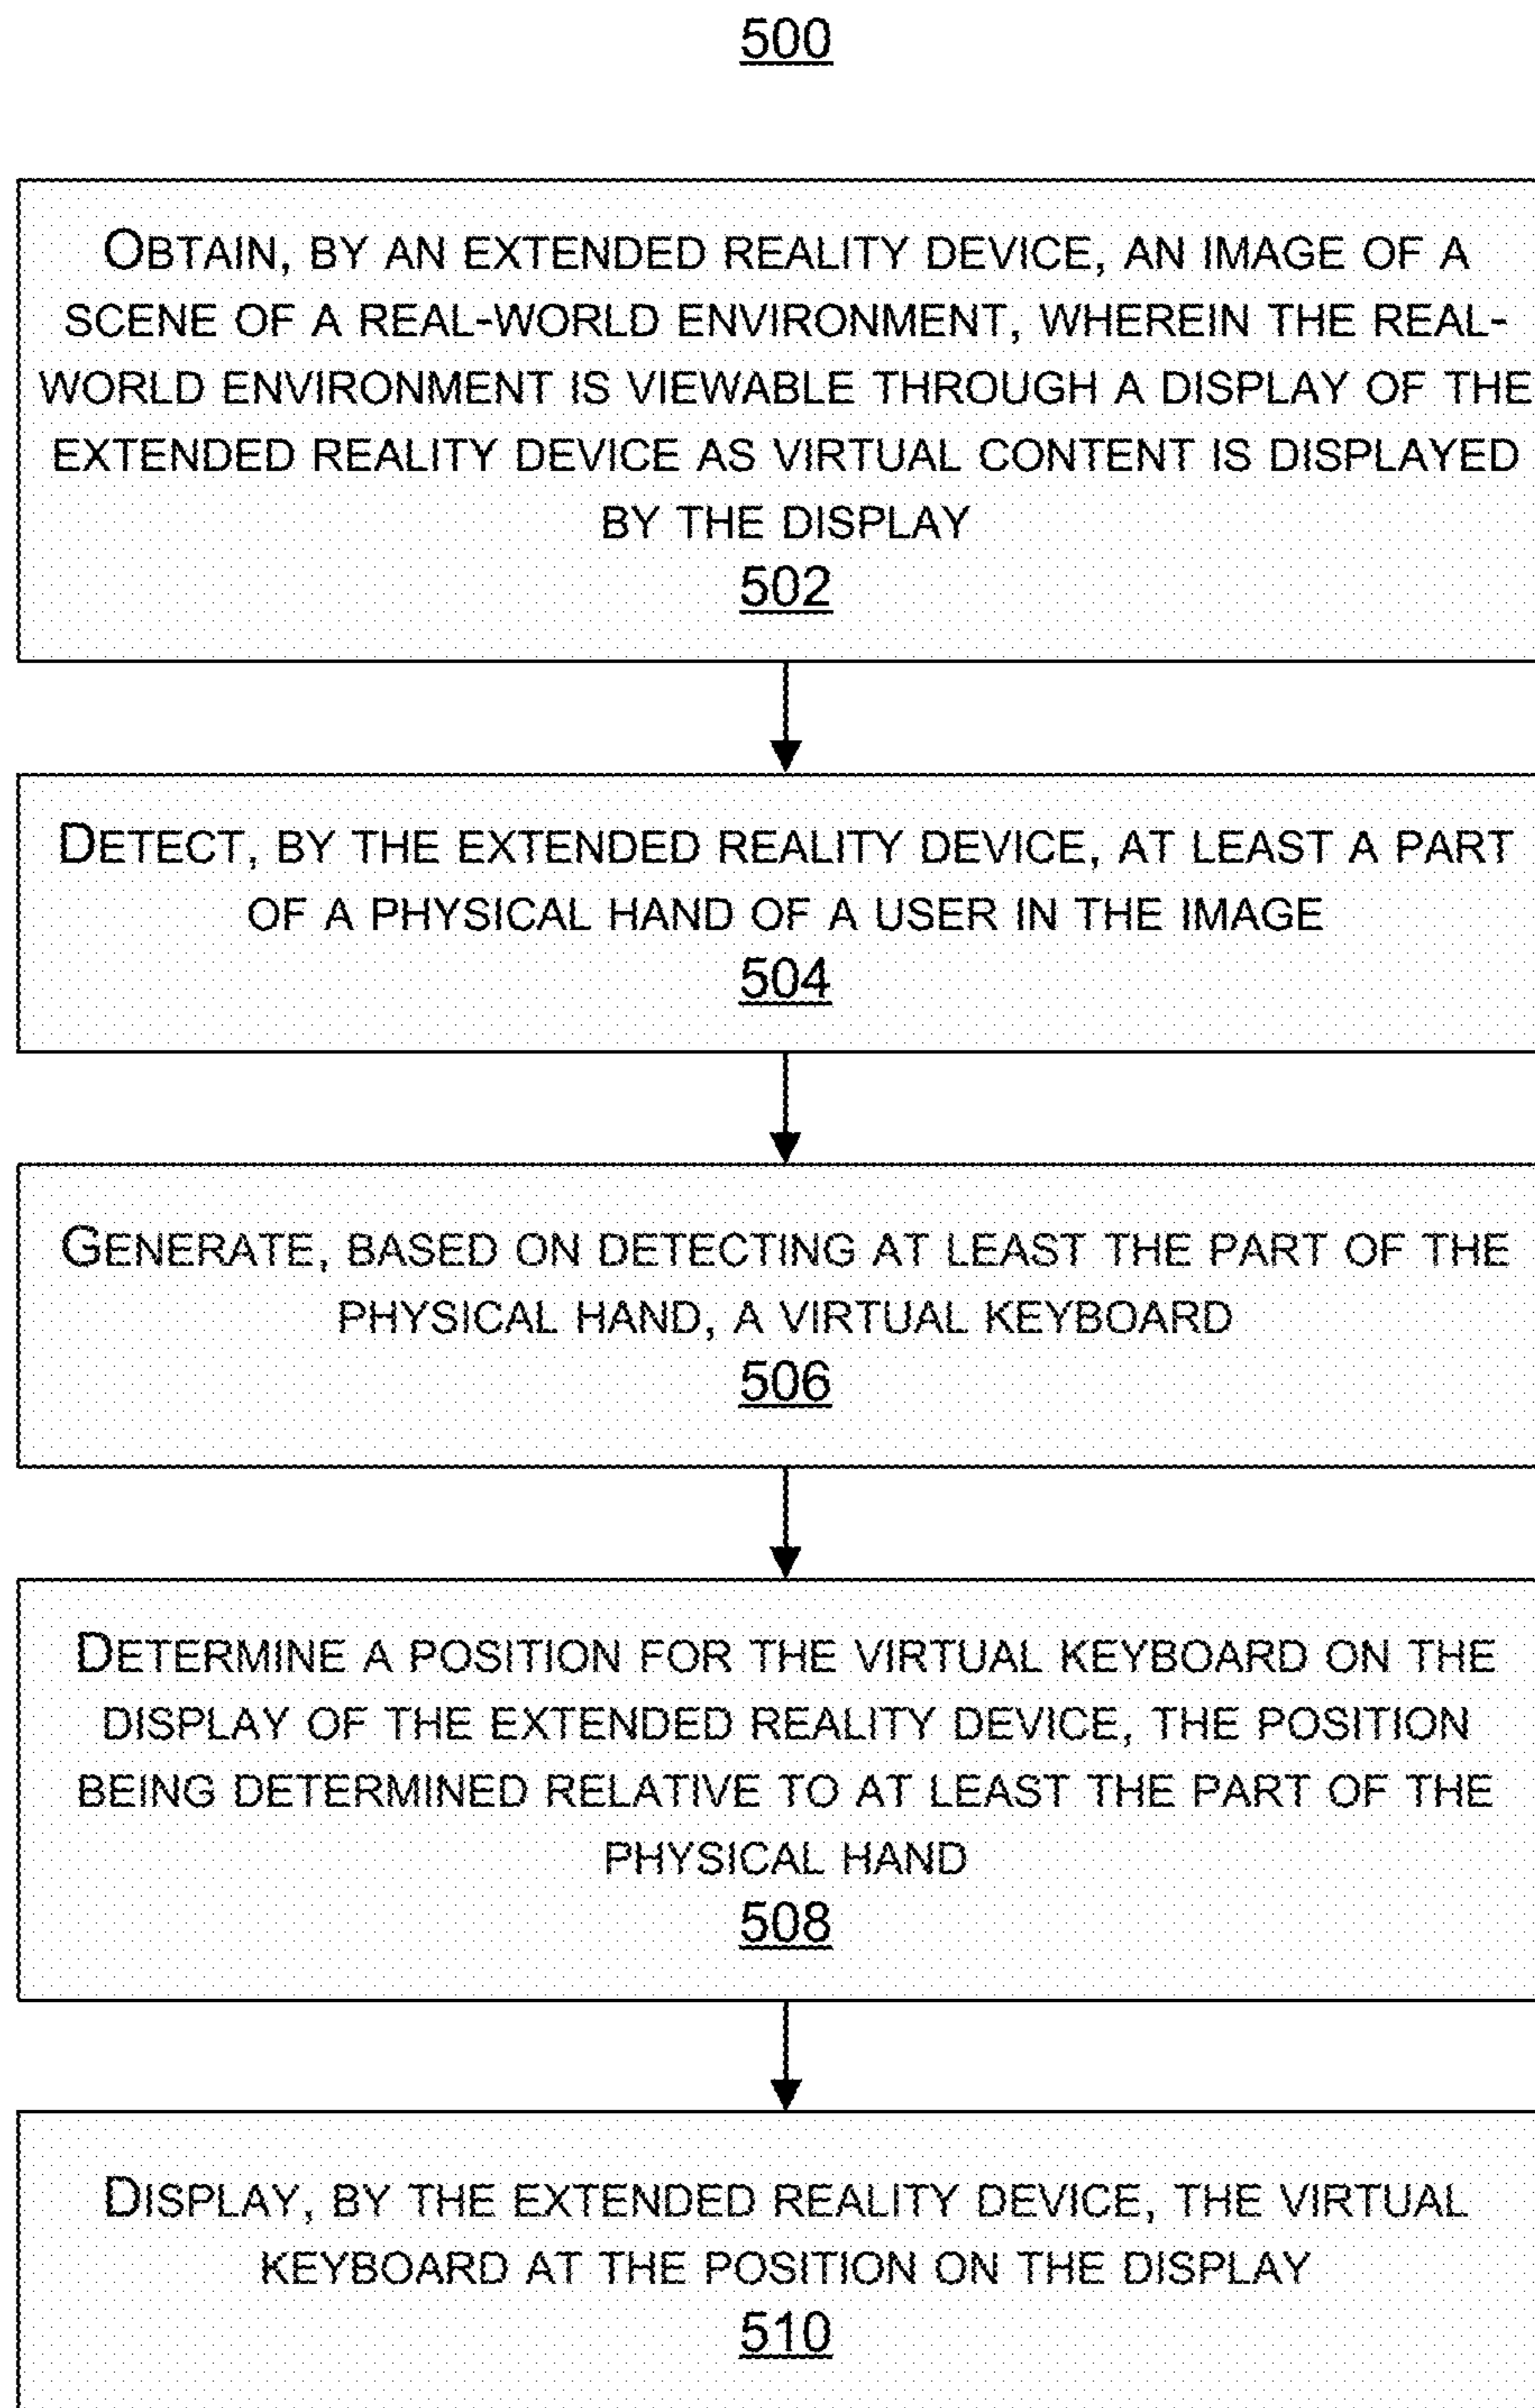 500
OBTAIN, BY AN EXTENDED REALITY DEVICE, AN IMAGE OF A
SCENE OF A REAL-WORLD ENVIRONMENT, WHEREIN THE REAL-
WORLD ENVIRONMENT IS VIEWABLE THROUGH A DISPLAY OF THE
EXTENDED REALITY DEVICE AS VIRTUAL CONTENT IS DISPLAYED
BY THE DISPLAY
502
DETECT, BY THE EXTENDED REALITY DEVICE, AT LEAST A PART
OF A PHYSICAL HAND OF A USER IN THE IMAGE
504
GENERATE, BASED ON DETECTING AT LEAST THE PART OF THE
PHYSICAL HAND, A VIRTUAL KEYBOARD
506
DETERMINE A POSITION FOR THE VIRTUAL KEYBOARD ON THE
DISPLAY OF THE EXTENDED REALITY DEVICE, THE POSITION
BEING DETERMINED RELATIVE TO AT LEAST THE PART OF THE
PHYSICAL HAND
508
DISPLAY, BY THE EXTENDED REALITY DEVICE, THE VIRTUAL
KEYBOARD AT THE POSITION ON THE DISPLAY
510